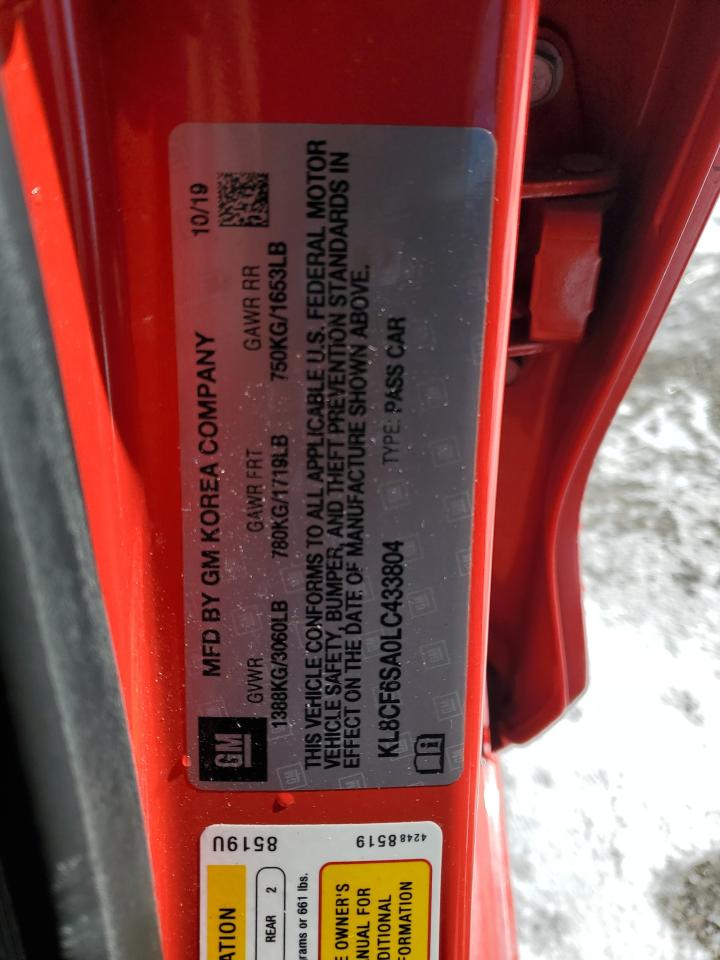 MFD BY GM KOREA COMPANY 10/19
GM
GVWR GAWR FRT GAWR RR
1388KG/3060LB 780KG/1719LB 750KG/1653LB
THIS VEHICLE CONFORMS TO ALL APPLICABLE U.S. FEDERAL MOTOR
VEHICLE SAFETY, BUMPER, AND THEFT PREVENTION STANDARDS IN
EFFECT ON THE DATE OF MANUFACTURE SHOWN ABOVE.
KL8CF6SA0LC433804 TYPE: PASS CAR
8519U
4248 8519
ATION
REAR 2
grams or 661 lbs.
E OWNER'S
NUAL FOR
DITIONAL
FORMATION